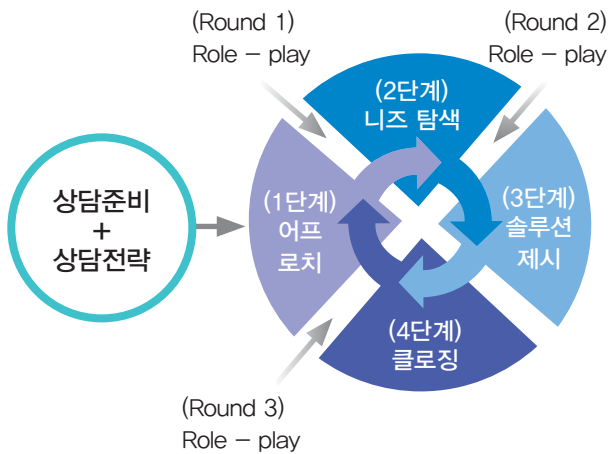 (Round 1)
Role – play
(Round 2)
Role – play
(2단계)
니즈 탐색
상담준비
+
상담전략
(1단계)
어프
로치
(3단계)
솔루션
제시
(4단계)
클로징
(Round 3)
Role – play